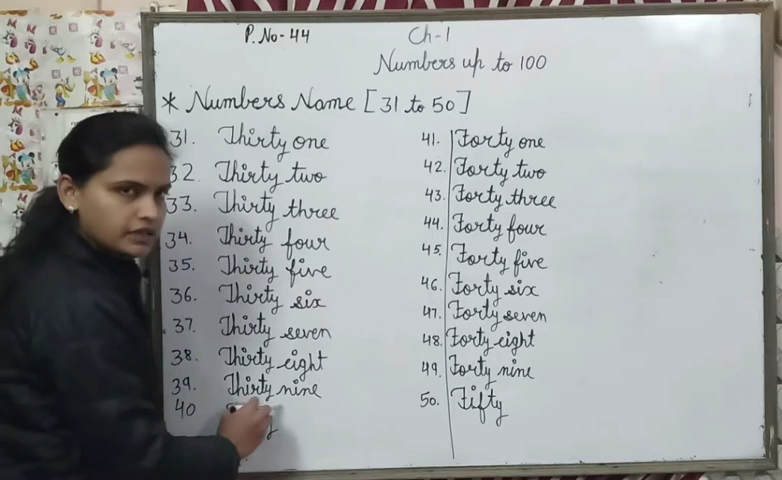 P. No-44
Ch-1
Numbers up to 100
* Numbers Name [31 to 50]
31. Thirty one
32. Thirty two
33. Thirty three
34. Thirty four
35. Thirty five
36. Thirty six
37. Thirty seven
38. Thirty eight
39. Thirty nine
40
41. Forty one
42. Forty two
43. Forty three
44. Forty four
45. Forty five
46. Forty six
47. Forty seven
48. Forty eight
49. Forty nine
50. Fifty